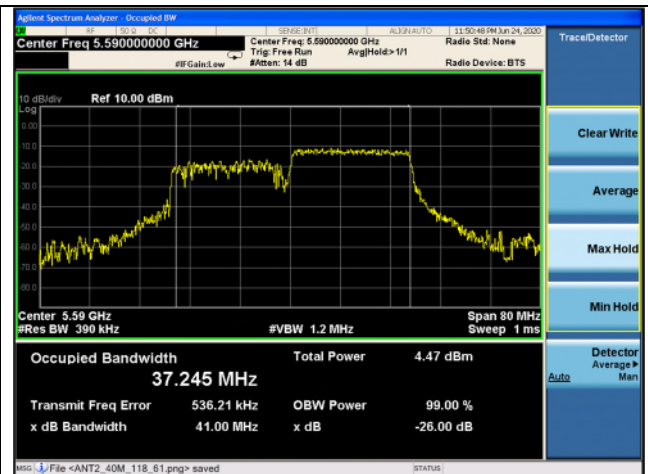 Agilent Spectrum Analyzer - Occupied BW
RF 50 Ω DC SENSE:INT ALIGNAUTO 11:50:48 PM Jun 24, 2020
Center Freq 5.590000000 GHz
Center Freq: 5.590000000 GHz
Radio Std: None
Trig: Free Run Avg|Hold:>1/1
#IFGain:Low #Atten: 14 dB Radio Device: BTS
Trace/Detector
10 dB/div Ref 10.00 dBm
Log
0.00
-10.0
-20.0
-30.0
-40.0
-50.0
-60.0
-70.0
-80.0
Clear Write
Average
Max Hold
Min Hold
Center 5.59 GHz Span 80 MHz
#Res BW 390 kHz #VBW 1.2 MHz Sweep 1 ms
Occupied Bandwidth Total Power 4.47 dBm
37.245 MHz
Transmit Freq Error 536.21 kHz OBW Power 99.00 %
x dB Bandwidth 41.00 MHz x dB -26.00 dB
Detector
Average▶
Auto Man
MSG File <ANT2_40M_118_61.png> saved STATUS